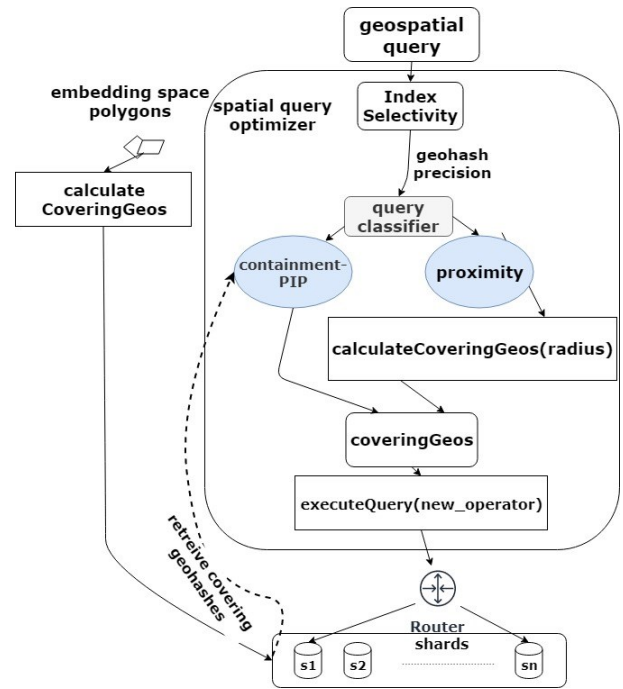 geospatial
query
embedding space
polygons
spatial query
optimizer
Index
Selectivity
geohash
precision
calculate
CoveringGeos
query
classifier
containment-
PIP
proximity
calculateCoveringGeos(radius)
coveringGeos
executeQuery(new_operator)
retreive covering
geohashes
Router
shards
s1
s2
sn